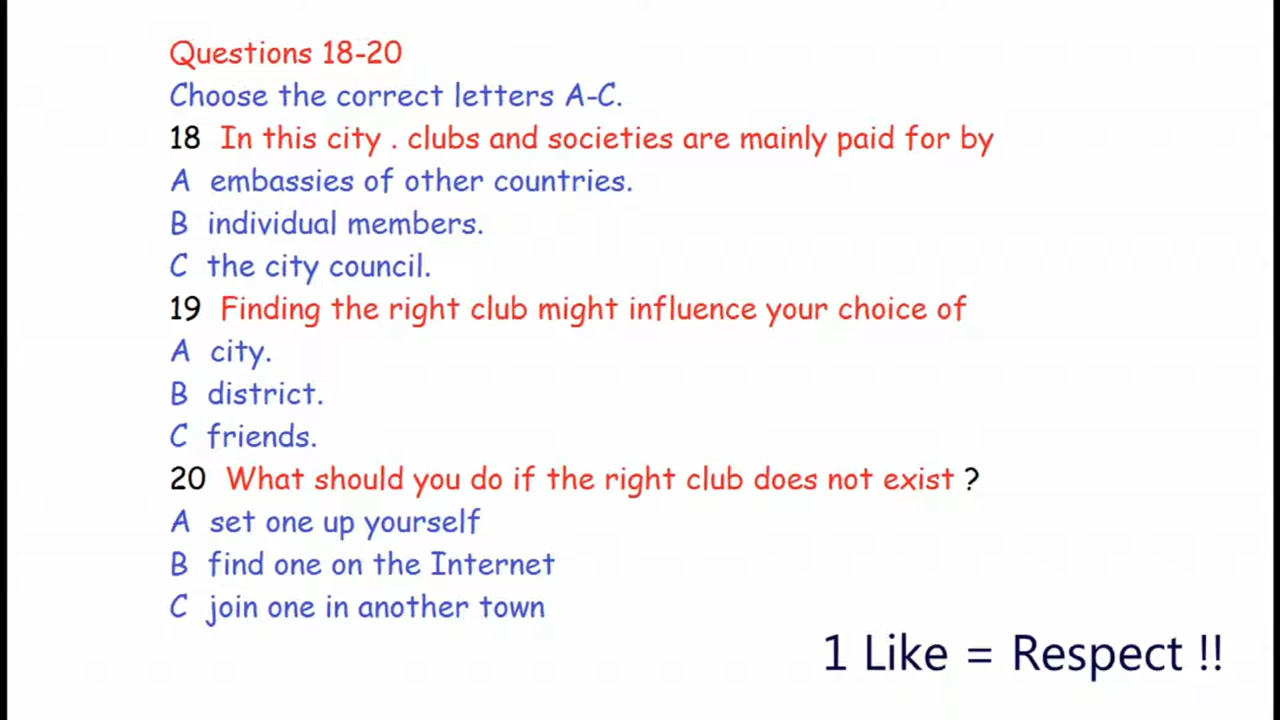 Questions 18-20
Choose the correct letters A-C.
18 In this city . clubs and societies are mainly paid for by
A embassies of other countries.
B individual members.
C the city council.
19 Finding the right club might influence your choice of
A city.
B district.
C friends.
20 What should you do if the right club does not exist ?
A set one up yourself
B find one on the Internet
C join one in another town
1 Like = Respect !!